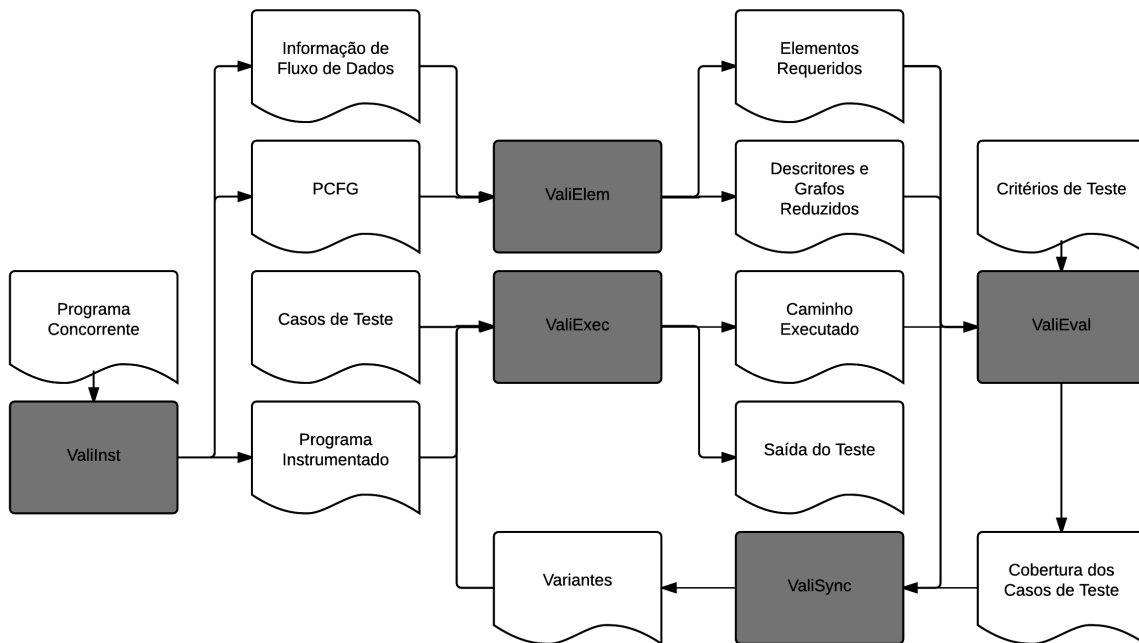 Informação de
Fluxo de Dados
Elementos
Requeridos
PCFG
ValiElem
Descritores e
Grafos
Reduzidos
Critérios de Teste
Programa
Concorrente
Casos de Teste
ValiExec
Caminho
Executado
ValiEval
ValiInst
Programa
Instrumentado
Saída do Teste
Variantes
ValiSync
Cobertura dos
Casos de Teste